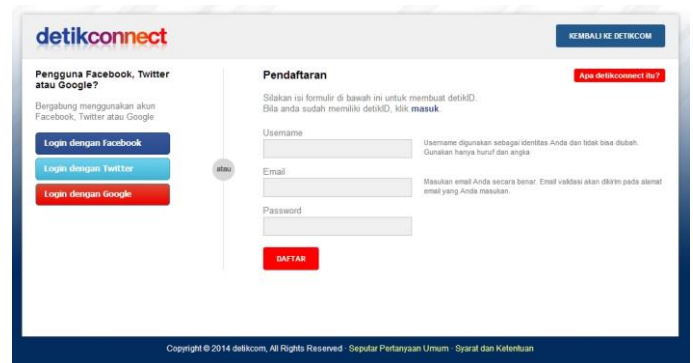 detikconnect
KEMBALI KE DETIKCOM
Pengguna Facebook, Twitter
atau Google?
Bergabung menggunakan akun
Facebook, Twitter atau Google
Login dengan Facebook
Login dengan Twitter
Login dengan Google
atau
Pendaftaran
Apa detikconnect itu?
Silakan isi formulir di bawah ini untuk membuat detikID.
Bila anda sudah memiliki detikID, klik masuk.
Username
Username digunakan sebagai identitas Anda dan tidak bisa diubah.
Gunakan hanya huruf dan angka
Email
Masukan email Anda secara benar. Email validasi akan dikirim pada alamat
email yang Anda masukan.
Password
DAFTAR
Copyright © 2014 detikcom, All Rights Reserved - Seputar Pertanyaan Umum - Syarat dan Ketentuan